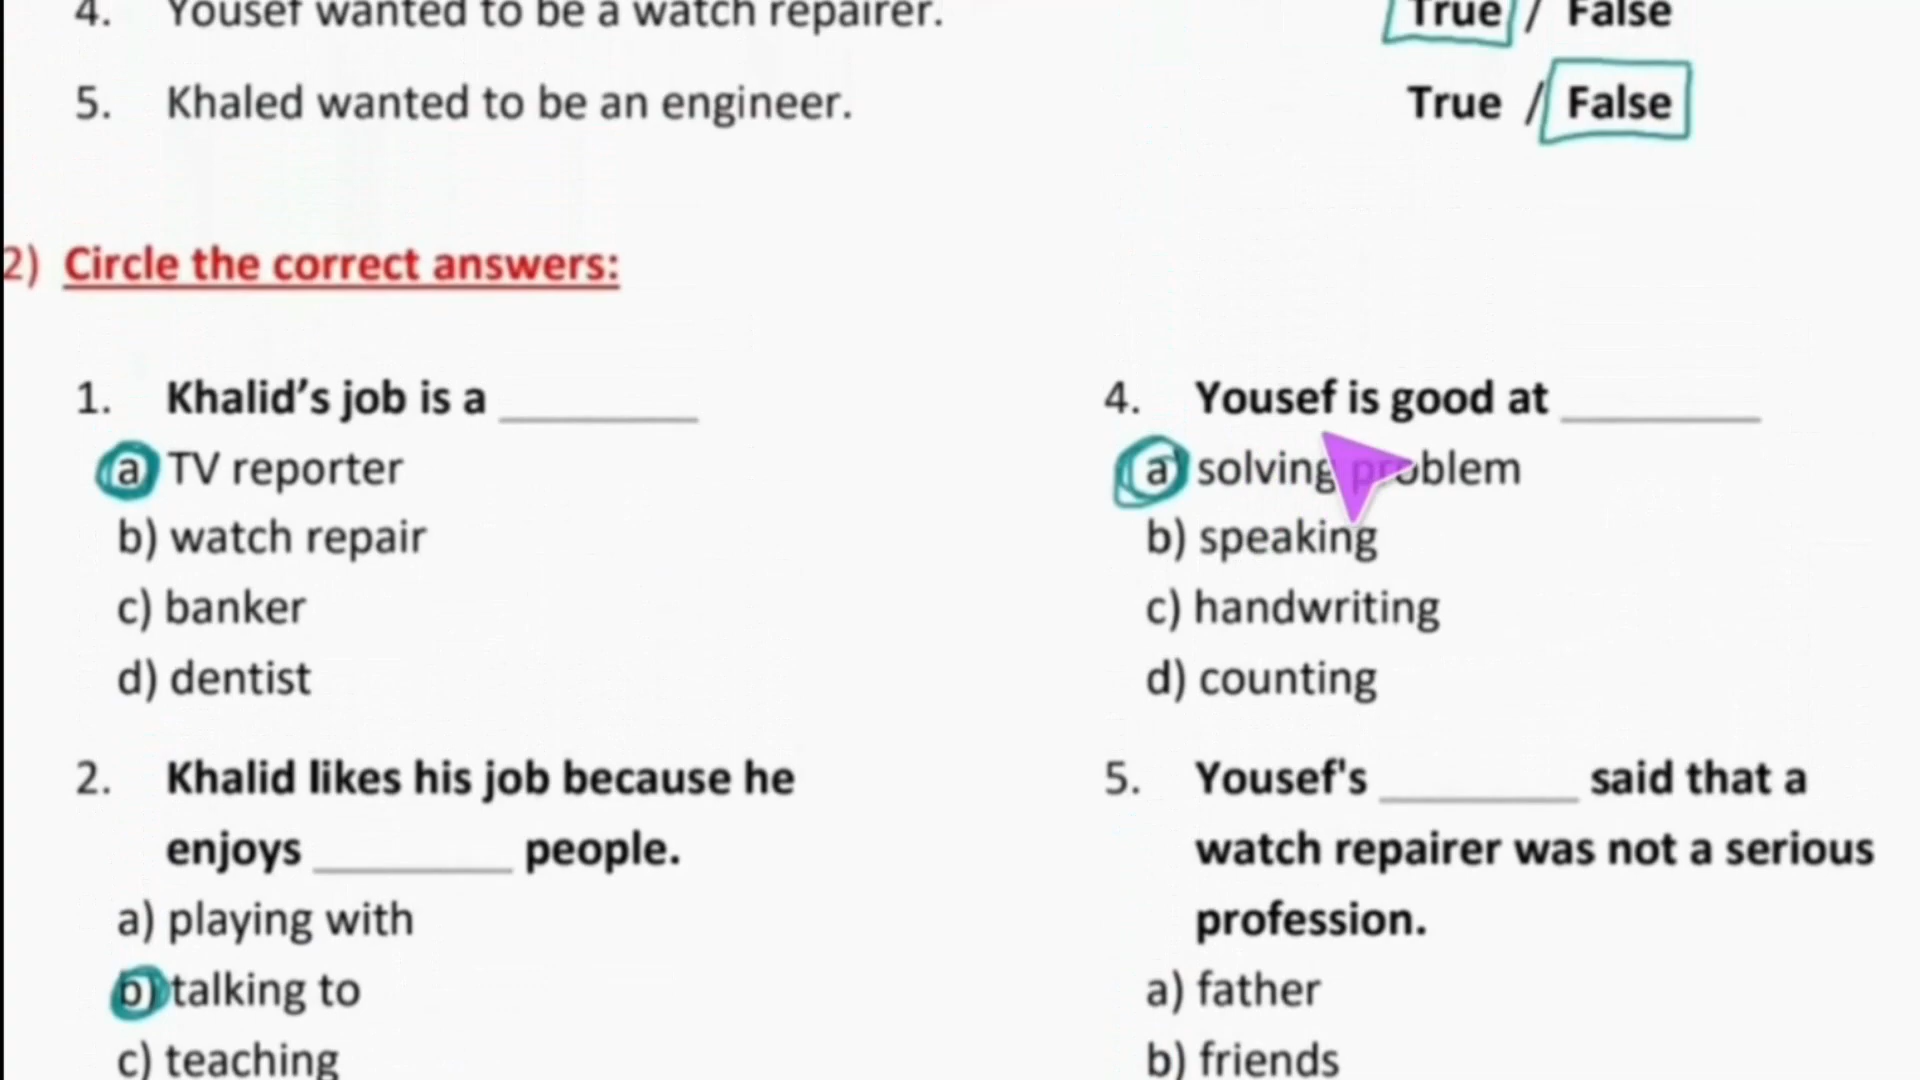 4. Yousef wanted to be a watch repairer. True / False
5. Khaled wanted to be an engineer. True / False
2) Circle the correct answers:
1. Khalid's job is a ________
a) TV reporter
b) watch repair
c) banker
d) dentist
2. Khalid likes his job because he
enjoys ________ people.
a) playing with
b) talking to
c) teaching
4. Yousef is good at ________
a) solving problem
b) speaking
c) handwriting
d) counting
5. Yousef's ________ said that a
watch repairer was not a serious
profession.
a) father
b) friends